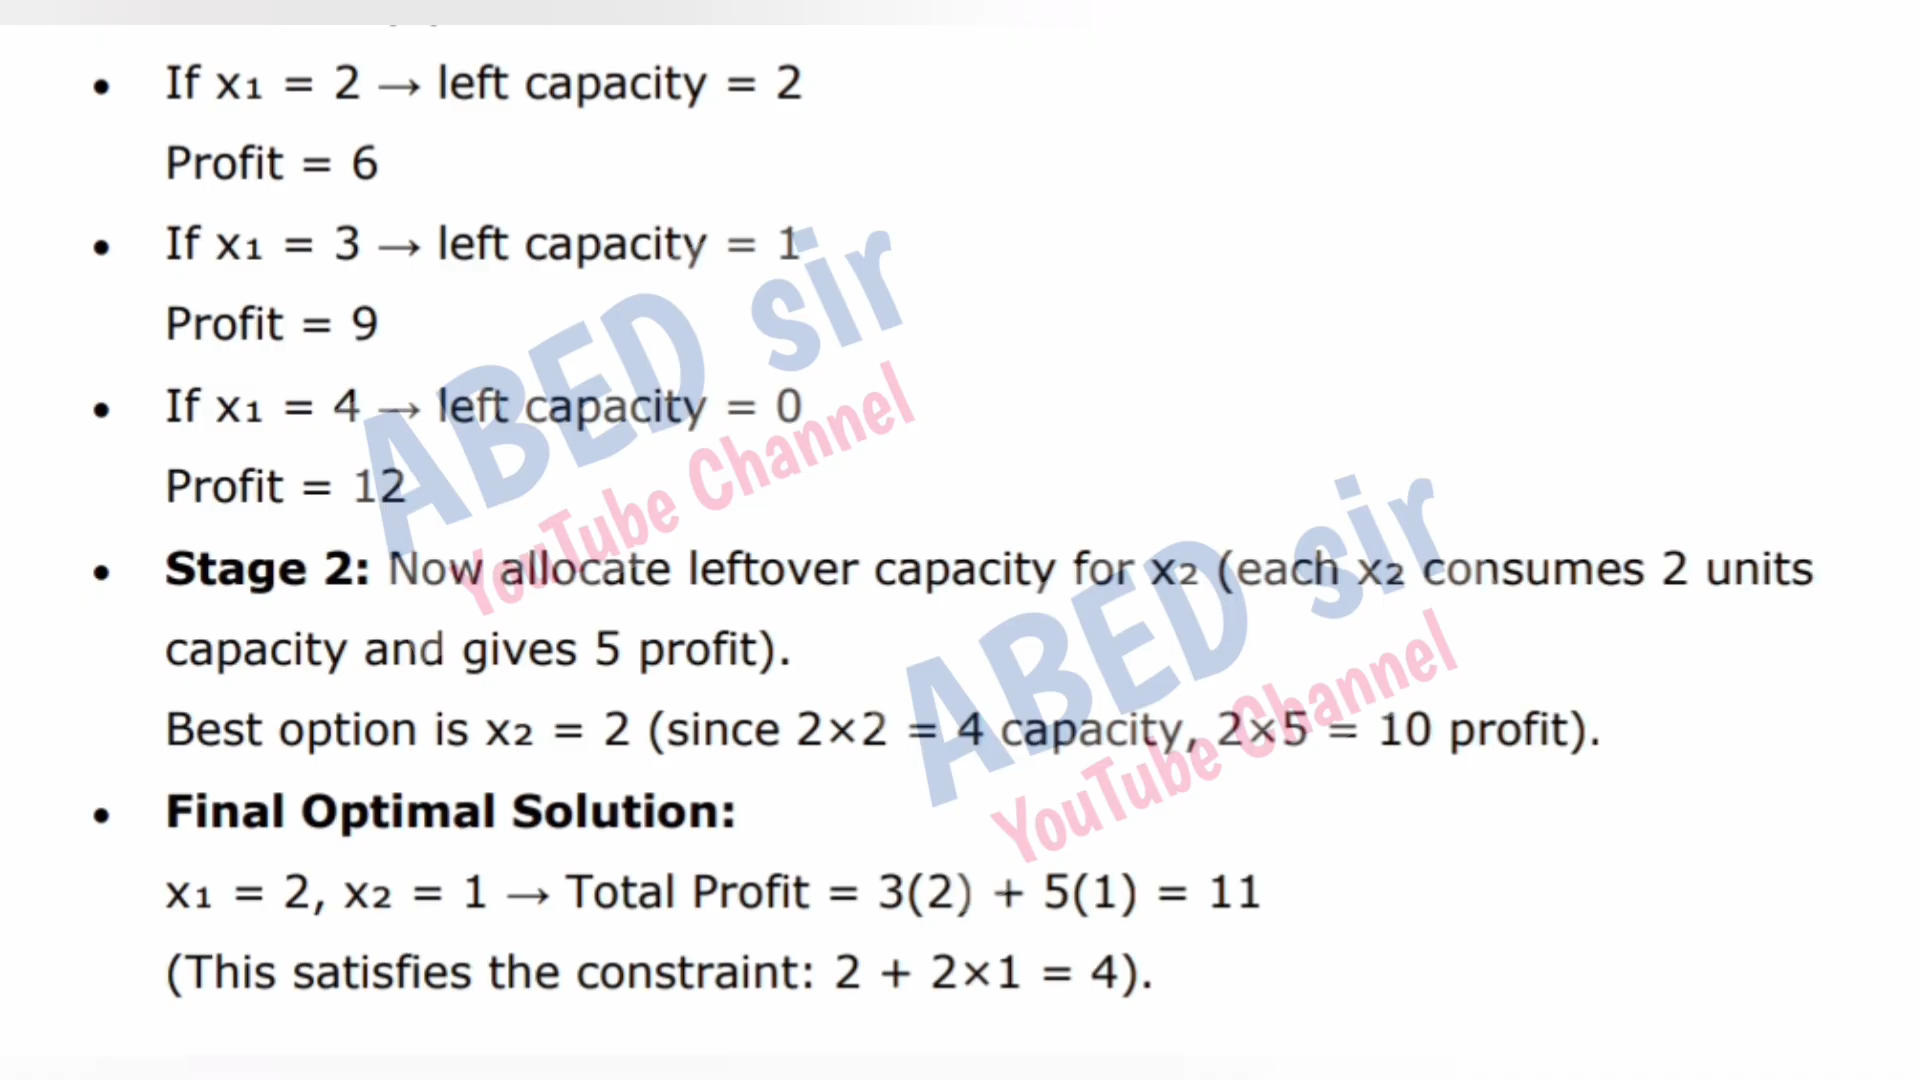 • If x₁ = 2 → left capacity = 2
Profit = 6
• If x₁ = 3 → left capacity = 1
Profit = 9
• If x₁ = 4 → left capacity = 0
Profit = 12
• Stage 2: Now allocate leftover capacity for x₂ (each x₂ consumes 2 units
capacity and gives 5 profit).
Best option is x₂ = 2 (since 2×2 = 4 capacity, 2×5 = 10 profit).
• Final Optimal Solution:
x₁ = 2, x₂ = 1 → Total Profit = 3(2) + 5(1) = 11
(This satisfies the constraint: 2 + 2×1 = 4).
ABED sir
YouTube Channel
ABED sir
YouTube Channel